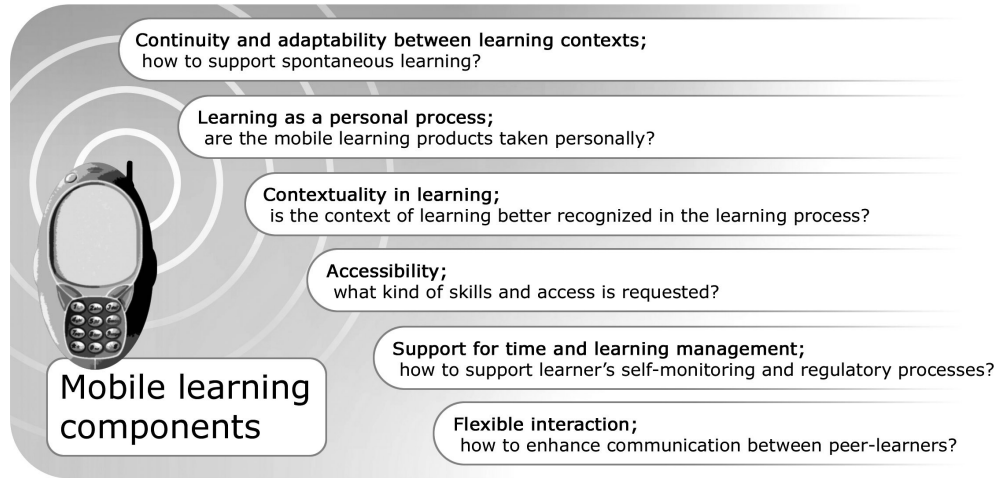 Continuity and adaptability between learning contexts;
how to support spontaneous learning?
Learning as a personal process;
are the mobile learning products taken personally?
Contextuality in learning;
is the context of learning better recognized in the learning process?
Accessibility;
what kind of skills and access is requested?
Support for time and learning management;
how to support learner’s self-monitoring and regulatory processes?
Flexible interaction;
how to enhance communication between peer-learners?
Mobile learning
components